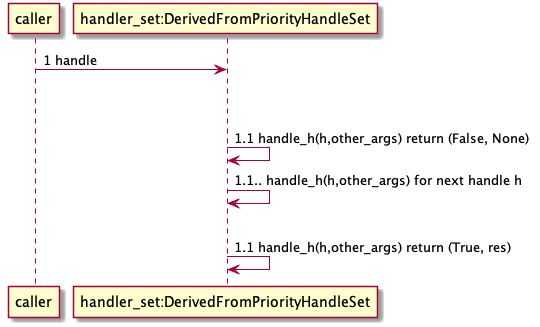 caller
handler_set:DerivedFromPriorityHandleSet
1 handle
1.1 handle_h(h,other_args) return (False, None)
1.1.. handle_h(h,other_args) for next handle h
1.1 handle_h(h,other_args) return (True, res)
caller
handler_set:DerivedFromPriorityHandleSet